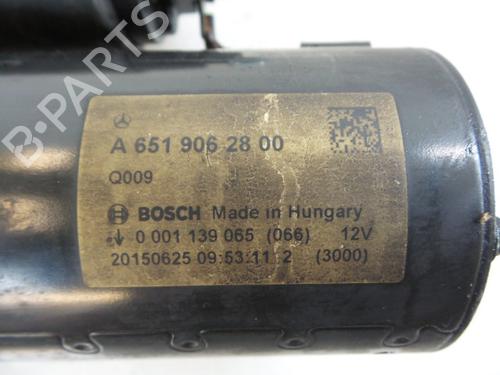 A 651 906 28 00
Q009
BOSCH Made in Hungary
0 001 139 065 (066) 12V
20150625 09:53:11 2 (3000)